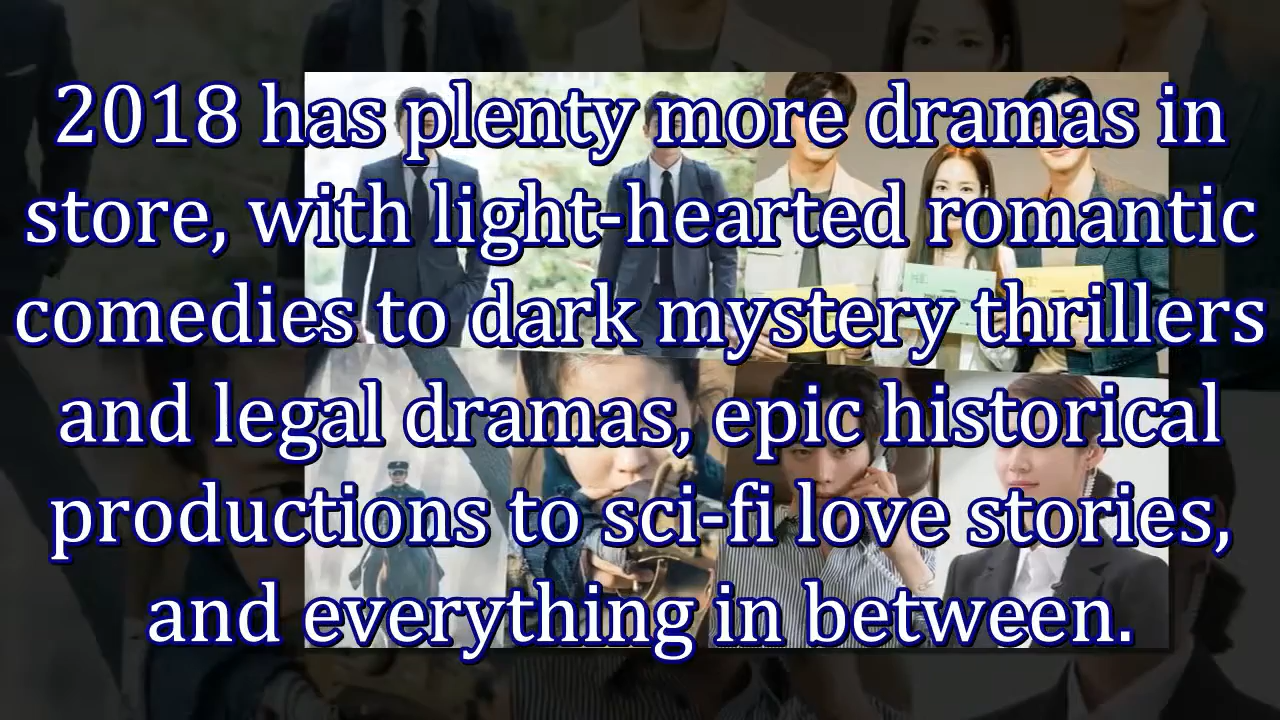 2018 has plenty more dramas in
store, with light-hearted romantic
comedies to dark mystery thrillers
and legal dramas, epic historical
productions to sci-fi love stories,
and everything in between.